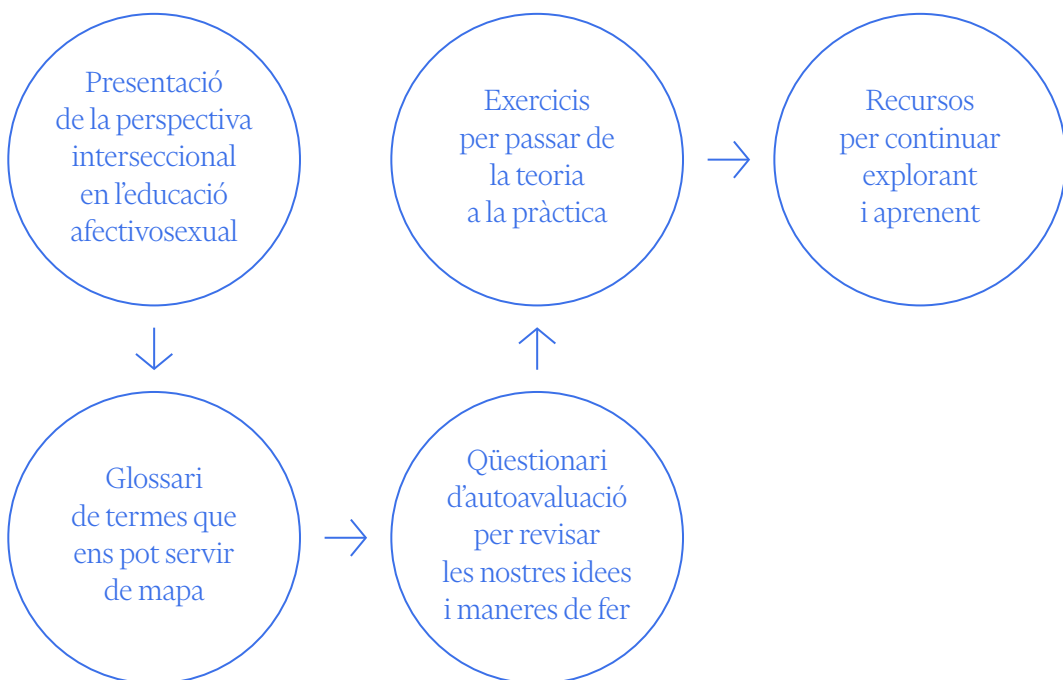 Presentació
de la perspectiva
interseccional
en l’educació
afectivosexual
Glossari
de termes que
ens pot servir
de mapa
Qüestionari
d’autoavaluació
per revisar
les nostres idees
i maneres de fer
Exercicis
per passar de
la teoria
a la pràctica
Recursos
per continuar
explorant
i aprenent